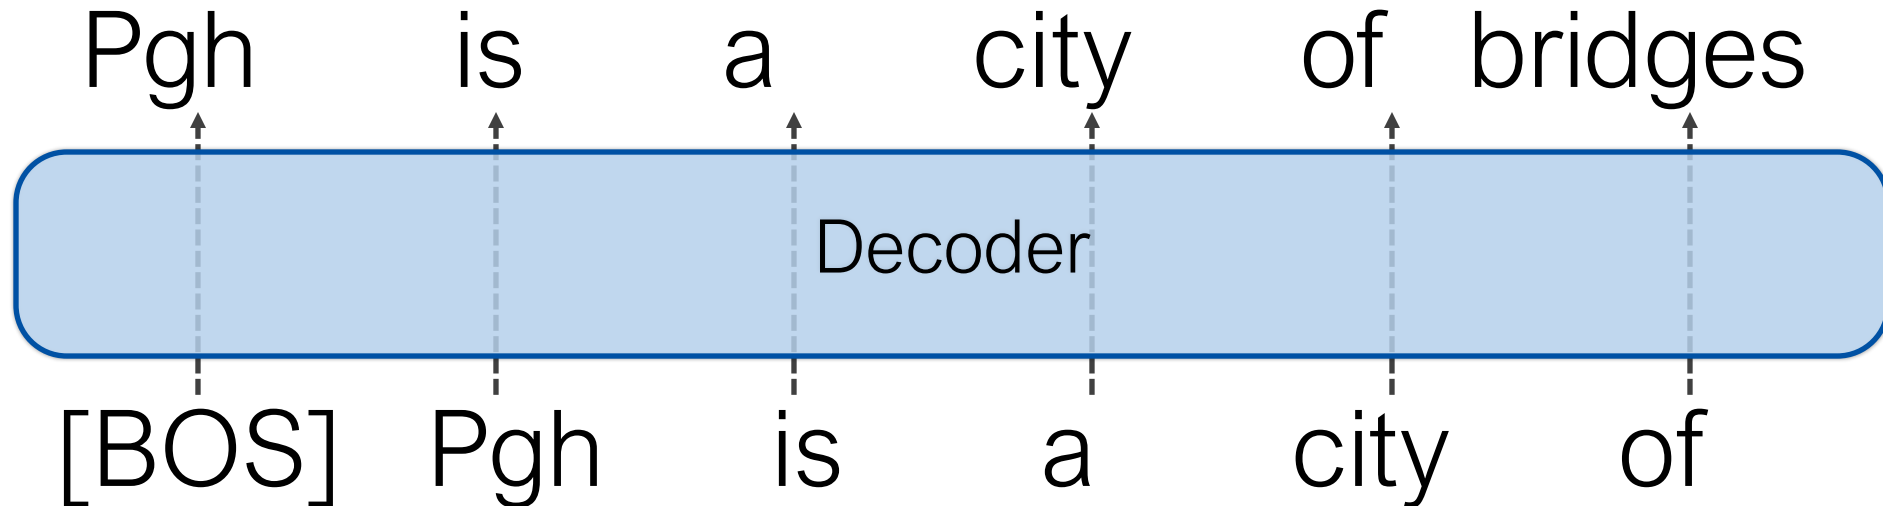 Pgh is a city of bridges
Decoder
[BOS] Pgh is a city of